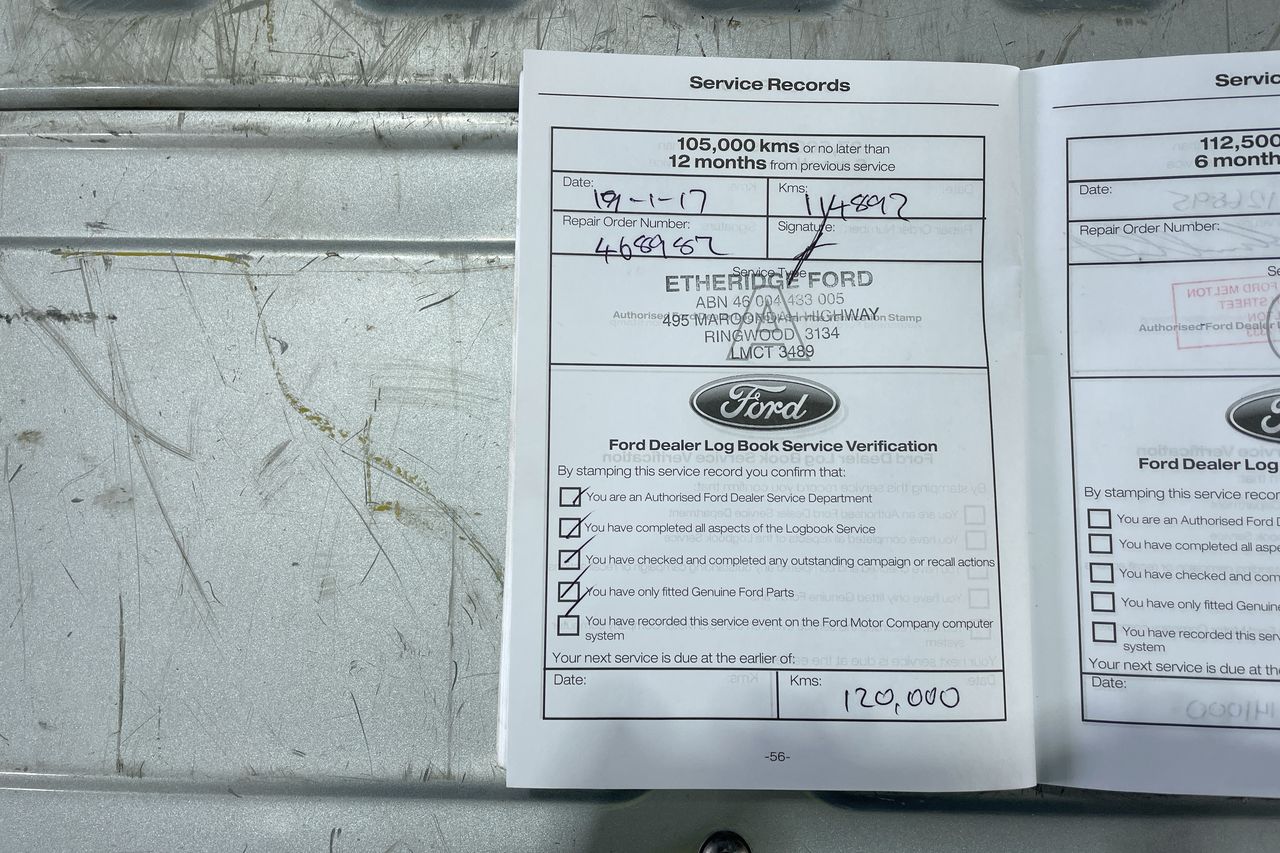 Service Records
105,000 kms or no later than
12 months from previous service
Date: 19-1-17
Kms: 114892
Repair Order Number: 468987
Signature:
Service Type
A
ETHERIDGE FORD
ABN 46 004 433 005
Authorised Ford Dealer Service Verification Stamp
495 MAROONDAH HIGHWAY
RINGWOOD 3134
LMCT 3489
Ford
Ford Dealer Log Book Service Verification
By stamping this service record you confirm that:
You are an Authorised Ford Dealer Service Department
You have completed all aspects of the Logbook Service
You have checked and completed any outstanding campaign or recall actions
You have only fitted Genuine Ford Parts
You have recorded this service event on the Ford Motor Company computer
system
Your next service is due at the earlier of:
Date:
Kms: 120,000
-56-
Servic
112,500
6 month
Date:
Repair Order Number:
Se
Authorised Ford Dealer
Ford Dealer Log
By stamping this service recor
You are an Authorised Ford D
You have completed all aspe
You have checked and com
You have only fitted Genuine
You have recorded this serv
system
Your next service is due at the
Date: